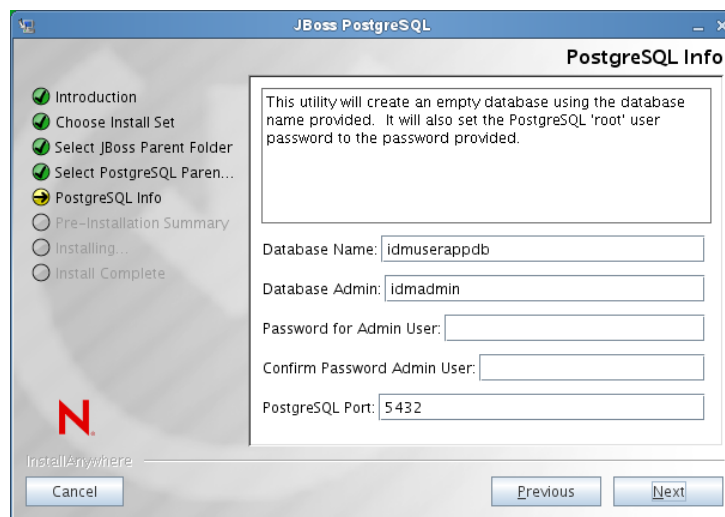 JBoss PostgreSQL
PostgreSQL Info
Introduction
Choose Install Set
Select JBoss Parent Folder
Select PostgreSQL Paren...
PostgreSQL Info
Pre-Installation Summary
Installing...
Install Complete
This utility will create an empty database using the database
name provided. It will also set the PostgreSQL 'root' user
password to the password provided.
Database Name: idmuserappdb
Database Admin: idmadmin
Password for Admin User:
Confirm Password Admin User:
PostgreSQL Port: 5432
N
InstallAnywhere
Cancel
Previous
Next